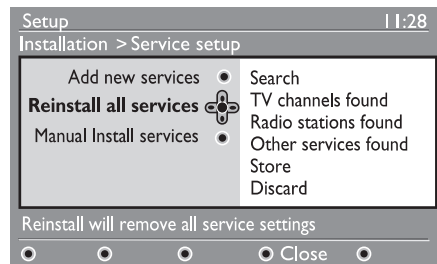 Setup 11:28
Installation > Service setup
Add new services
Reinstall all services
Manual Install services
Search
TV channels found
Radio stations found
Other services found
Store
Discard
Reinstall will remove all service settings
Close